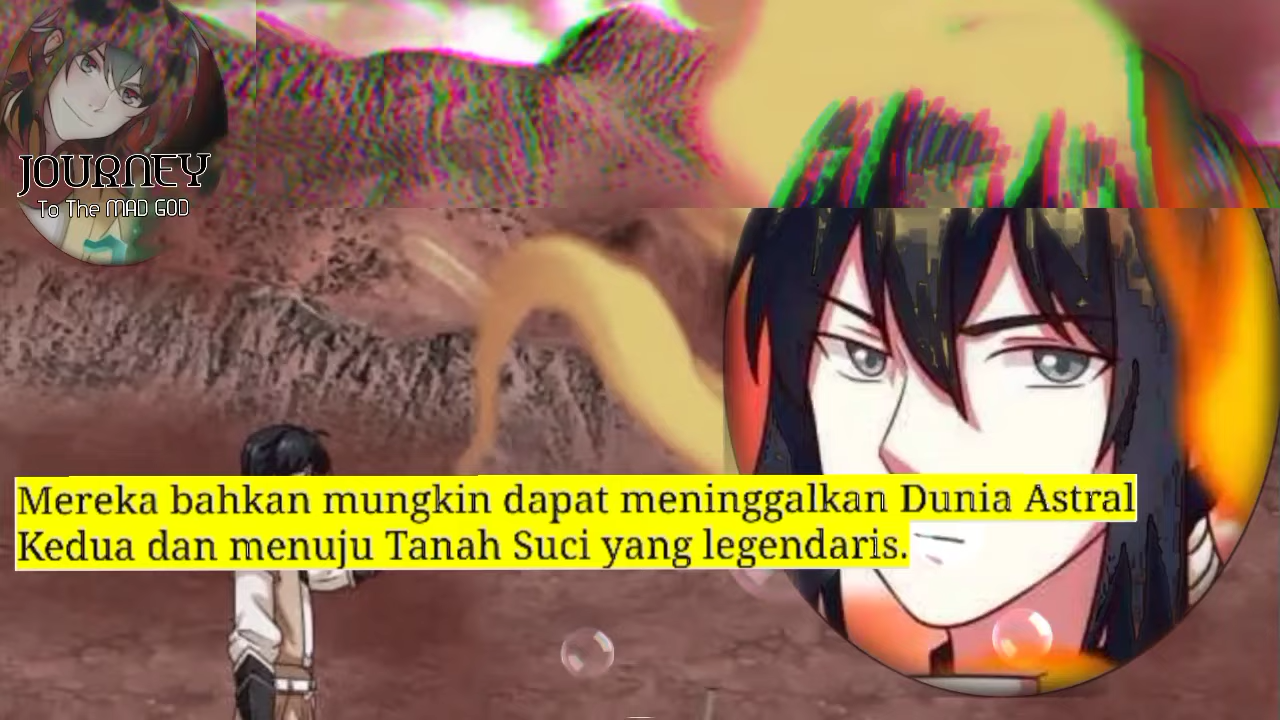 JOURNEY
To The MAD GOD
Mereka bahkan mungkin dapat meninggalkan Dunia Astral
Kedua dan menuju Tanah Suci yang legendaris.